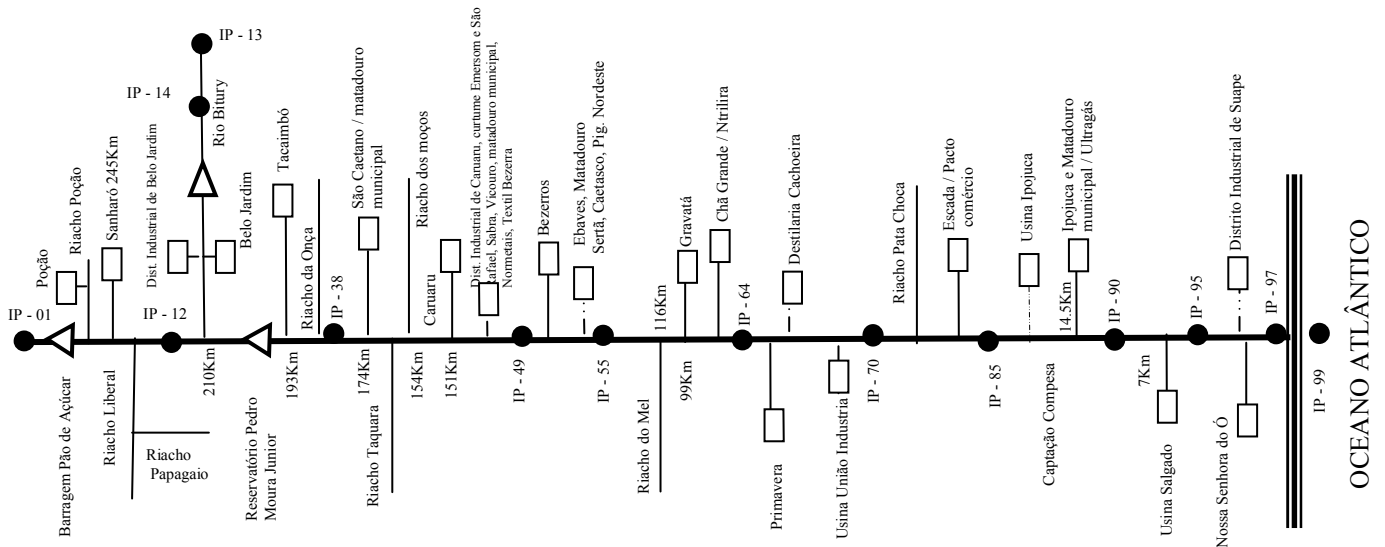 IP - 01
Barragem Pão de Açúcar
Poção
Riacho Poção
Sanharó 245Km
Riacho Liberal
Riacho
Papagaio
IP - 12
Dist. Industrial de Belo Jardim
Belo Jardim
210Km
IP - 14
Rio Bitury
IP - 13
Reservatório Pedro
Moura Junior
Tacaimbó
193Km
Riacho da Onça
IP - 38
São Caetano / matadouro
municipal
174Km
Riacho Taquara
Riacho dos moços
154Km
Caruaru
151Km
Dist. Industrial de Caruaru, curtume Emersom e São
Rafael, Sabra, Vicouro, matadouro municipal,
Normetais, Textil Bezerra
IP - 49
Bezerros
Ebaves, Matadouro
Sertã, Caetasco, Pig. Nordeste
IP - 55
116Km
Riacho do Mel
Gravatá
99Km
Chã Grande / Ntrilira
IP - 64
Primavera
Destilaria Cachoeira
Usina União Industria
IP - 70
Riacho Pata Choca
Escada / Pacto
comércio
IP - 85
Usina Ipojuca
Captação Compesa
Ipojuca e Matadouro
municipal / Ultragás
14.5Km
IP - 90
7Km
Usina Salgado
IP - 95
Distrito Industrial de Suape
Nossa Senhora do Ó
IP - 97
IP - 99
OCEANO ATLÂNTICO